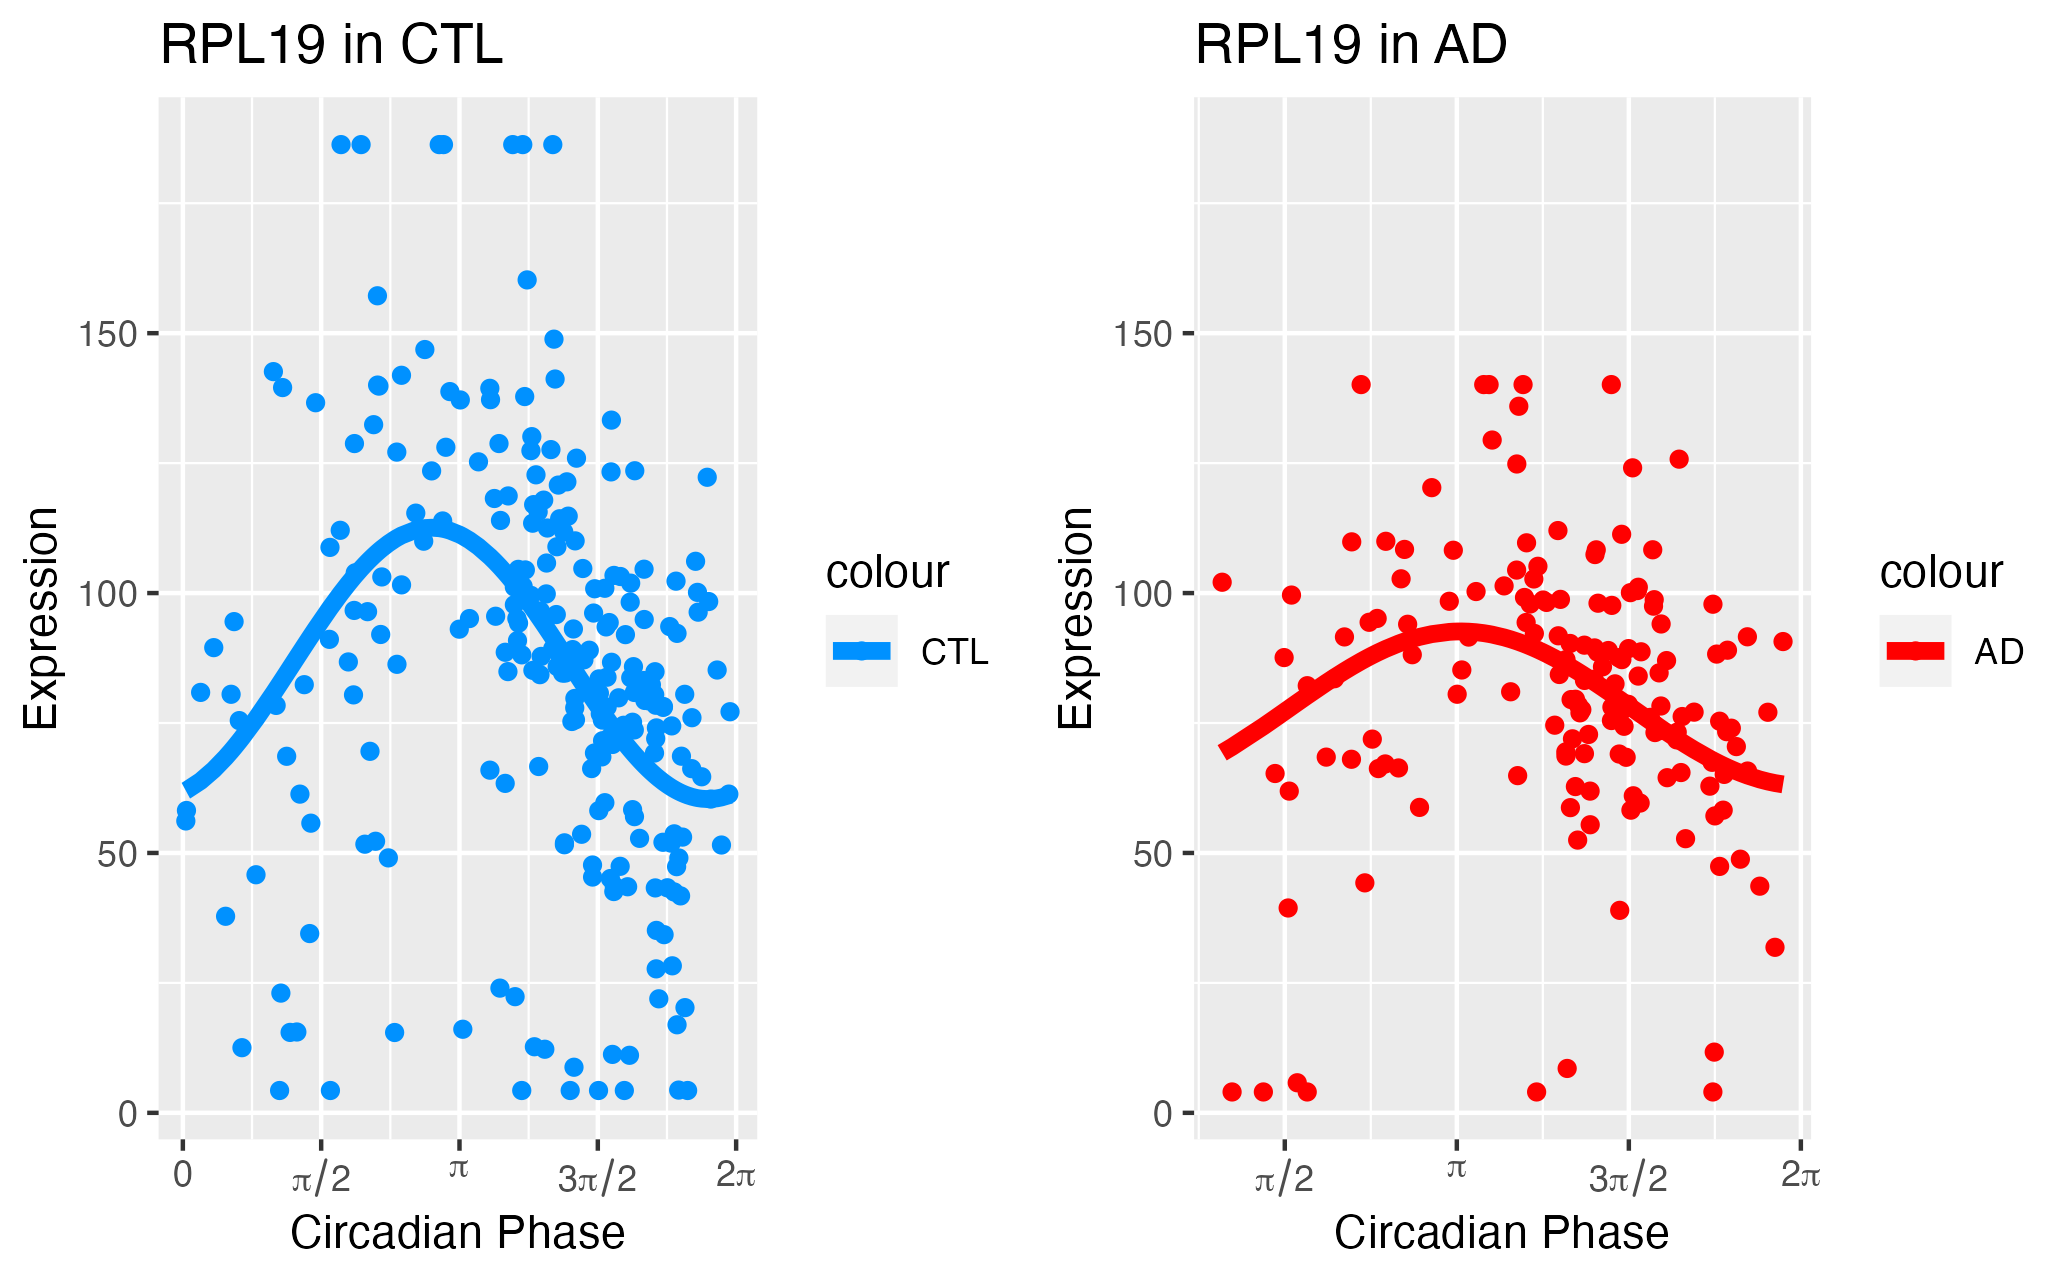 RPL19 in CTL
Expression
150
100
50
0
0
π/2
π
3π/2
2π
Circadian Phase
colour
CTL
RPL19 in AD
Expression
150
100
50
0
π/2
π
3π/2
2π
Circadian Phase
colour
AD